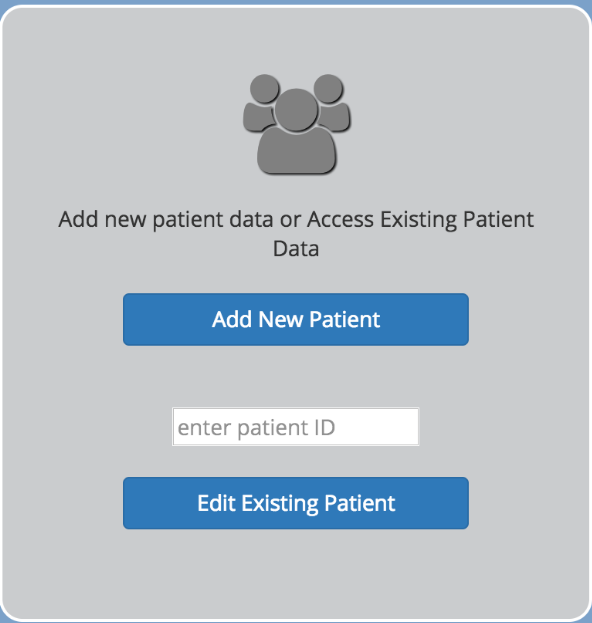 Add new patient data or Access Existing Patient
Data
Add New Patient
enter patient ID
Edit Existing Patient